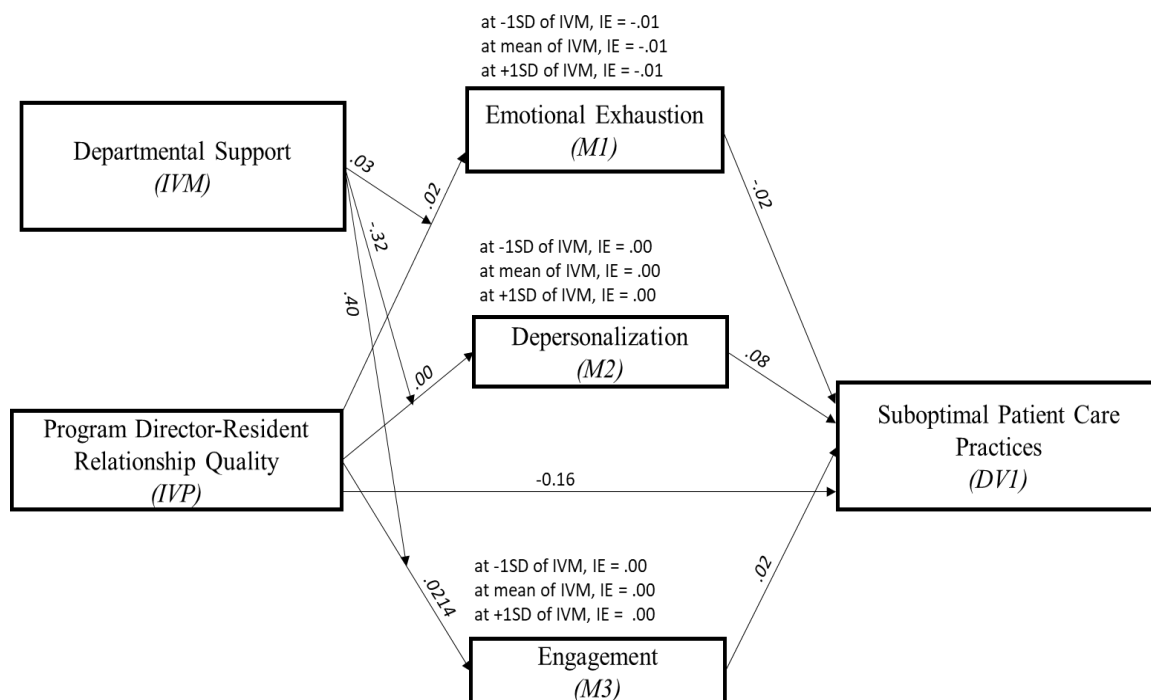 at -1SD of IVM, IE = -.01
at mean of IVM, IE = -.01
at +1SD of IVM, IE = -.01
Emotional Exhaustion
(M1)
Departmental Support
(IVM)
.03
.02
-.32
.40
-.02
at -1SD of IVM, IE = .00
at mean of IVM, IE = .00
at +1SD of IVM, IE = .00
Depersonalization
(M2)
.00
.08
Program Director-Resident
Relationship Quality
(IVP)
Suboptimal Patient Care
Practices
(DV1)
-0.16
at -1SD of IVM, IE = .00
at mean of IVM, IE = .00
at +1SD of IVM, IE = .00
.0214
.02
Engagement
(M3)